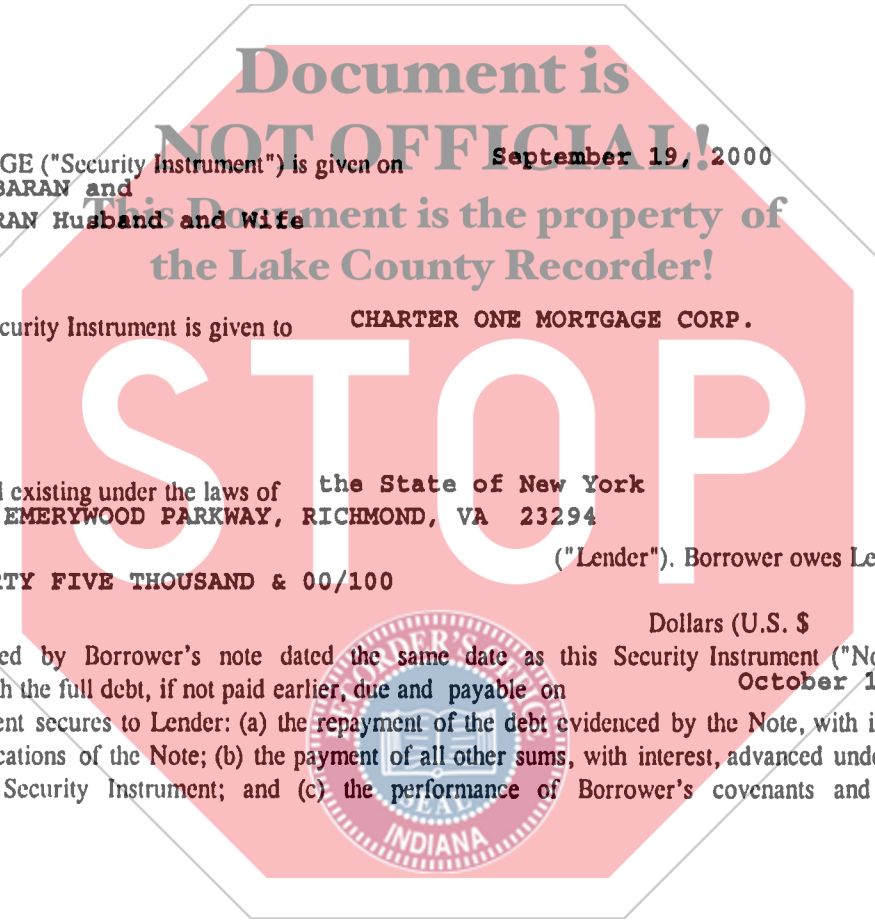 Document is
NOT OFFICIAL!
GE ("Security Instrument") is given on September 19, 2000
BARAN and
This Document is the property of
RAN Husband and Wife
the Lake County Recorder!
curity Instrument is given to CHARTER ONE MORTGAGE CORP.
STOP
existing under the laws of the State of New York
EMERYWOOD PARKWAY, RICHMOND, VA 23294
("Lender"). Borrower owes Le
RTY FIVE THOUSAND & 00/100
Dollars (U.S. $
ed by Borrower's note dated the same date as this Security Instrument ("No
h the full debt, if not paid earlier, due and payable on October 1
ent secures to Lender: (a) the repayment of the debt evidenced by the Note, with i
cations of the Note; (b) the payment of all other sums, with interest, advanced unde
Security Instrument; and (c) the performance of Borrower's covenants and
RECORDER'S OFFICE
SEAL
INDIANA